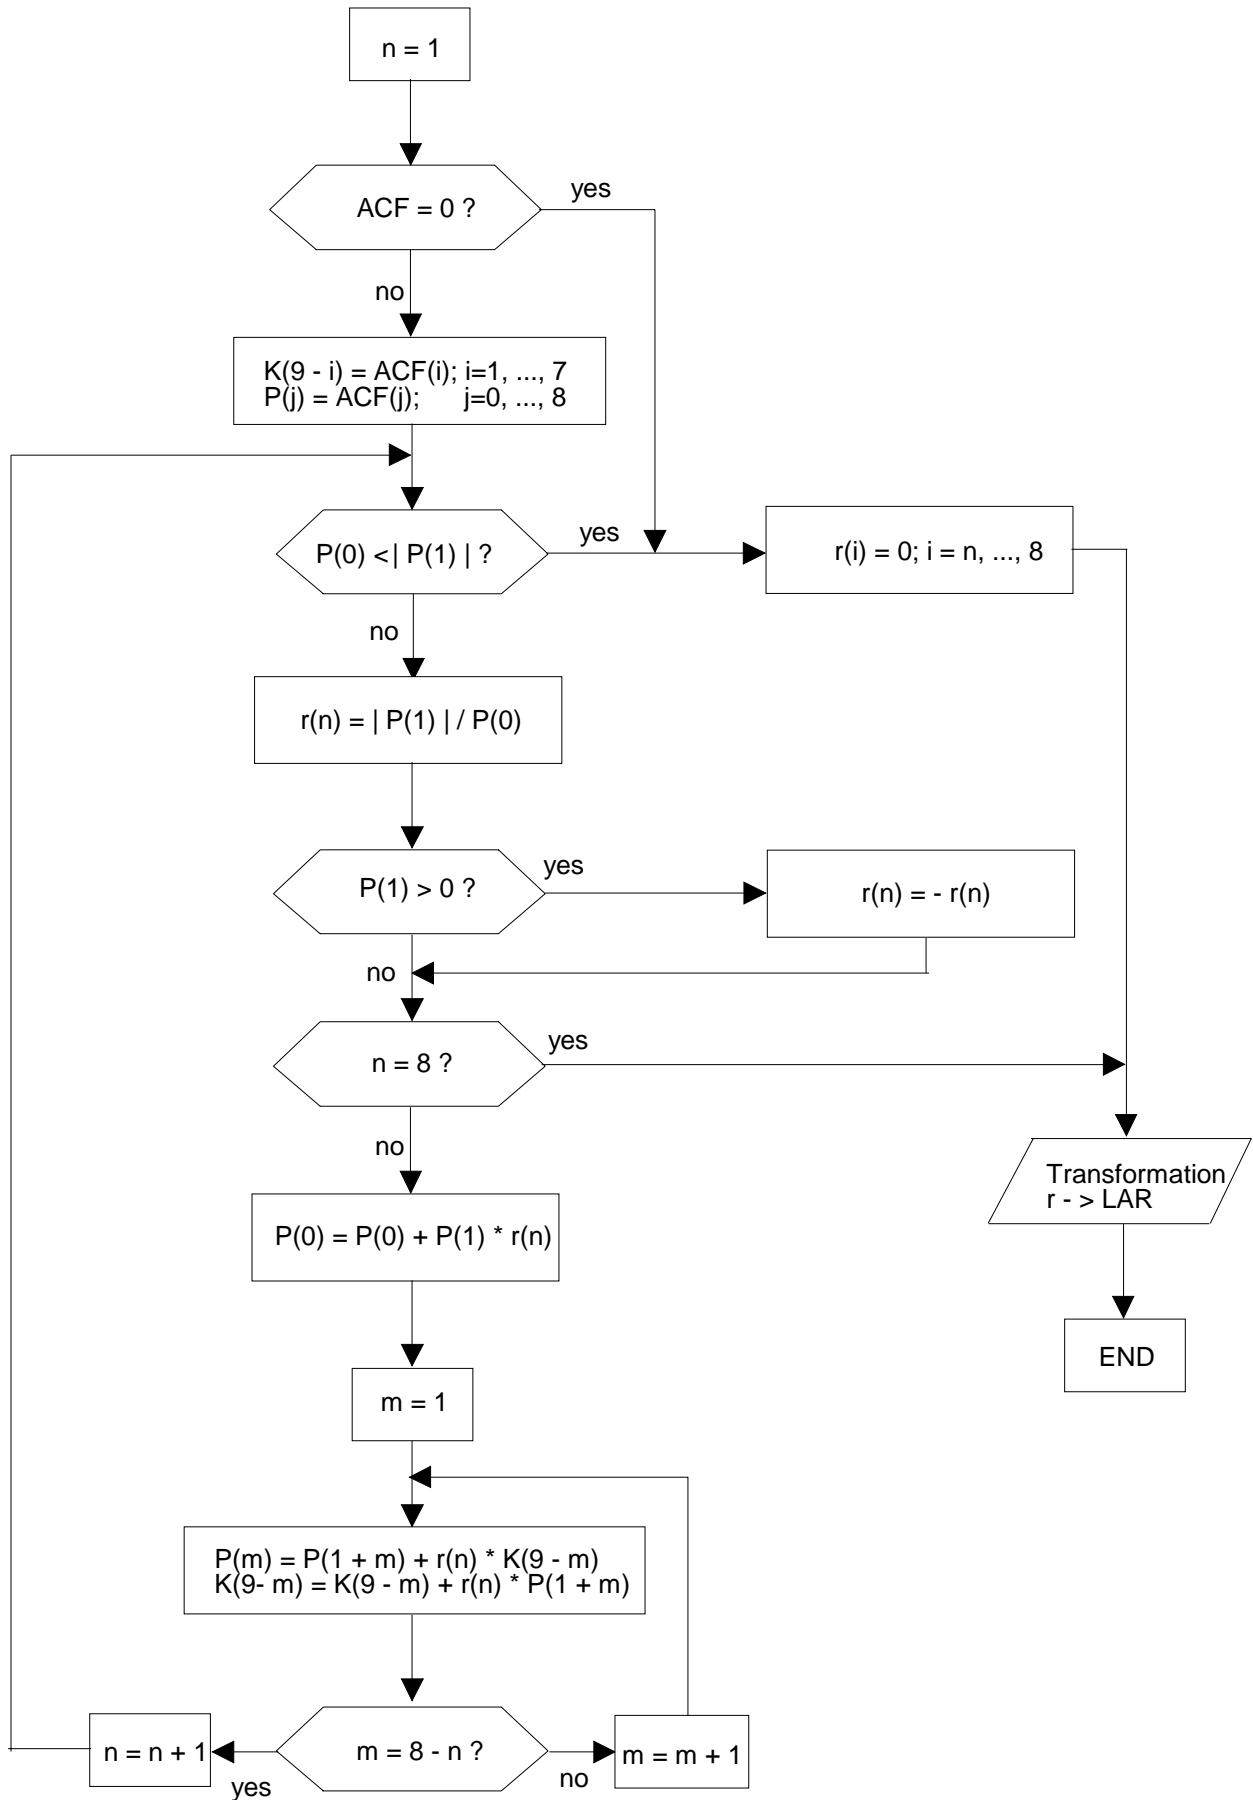 n = 1
ACF = 0 ?
yes
no
K(9 - i) = ACF(i); i=1, ..., 7
P(j) = ACF(j); j=0, ..., 8
P(0) <| P(1) | ?
yes
r(i) = 0; i = n, ..., 8
no
r(n) = | P(1) | / P(0)
P(1) > 0 ?
yes
r(n) = - r(n)
no
n = 8 ?
yes
no
Transformation
r - > LAR
P(0) = P(0) + P(1) * r(n)
END
m = 1
P(m) = P(1 + m) + r(n) * K(9 - m)
K(9- m) = K(9 - m) + r(n) * P(1 + m)
n = n + 1
m = 8 - n ?
m = m + 1
yes
no